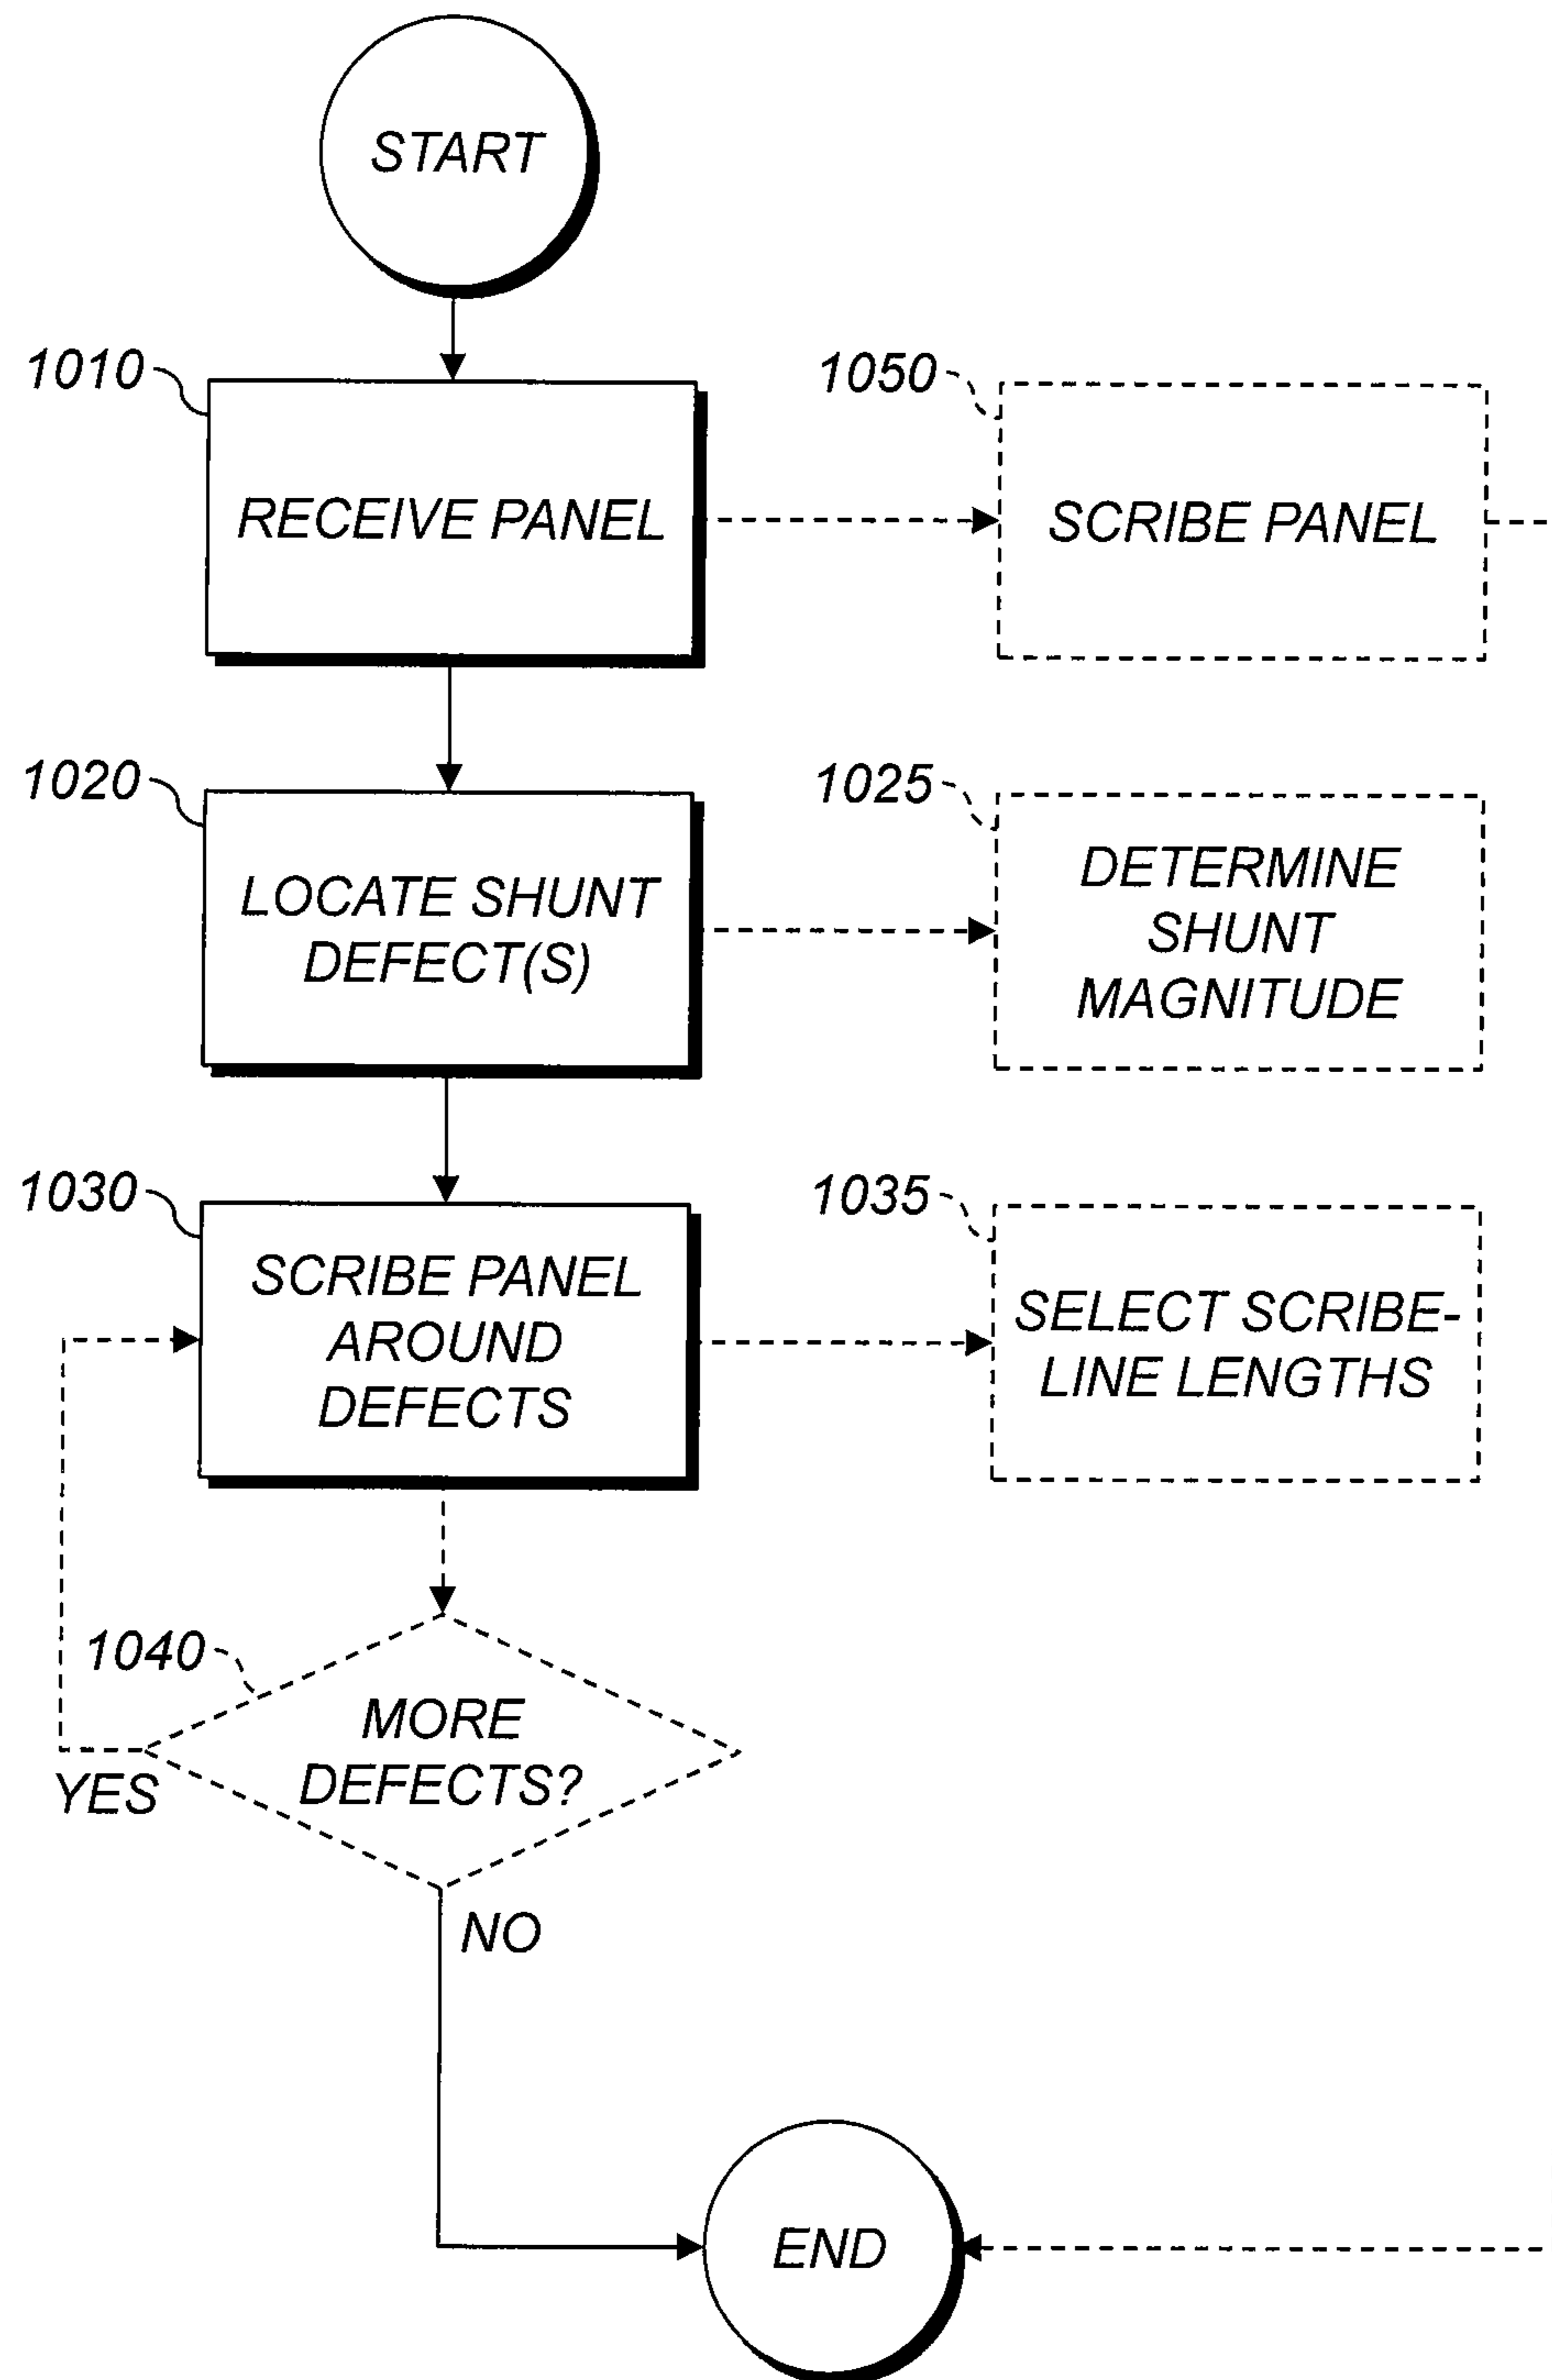 START
1010
RECEIVE PANEL
1050
SCRIBE PANEL
1020
LOCATE SHUNT
DEFECT(S)
1025
DETERMINE
SHUNT
MAGNITUDE
1030
SCRIBE PANEL
AROUND
DEFECTS
1035
SELECT SCRIBE-
LINE LENGTHS
1040
MORE
DEFECTS?
YES
NO
END